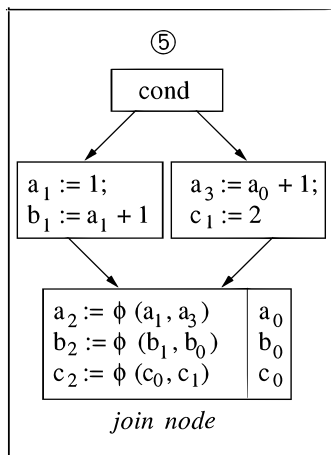 ⑤
cond
a₁ := 1;
b₁ := a₁ + 1
a₃ := a₀ + 1;
c₁ := 2
a₂ := ϕ (a₁, a₃) a₀
b₂ := ϕ (b₁, b₀) b₀
c₂ := ϕ (c₀, c₁) c₀
join node